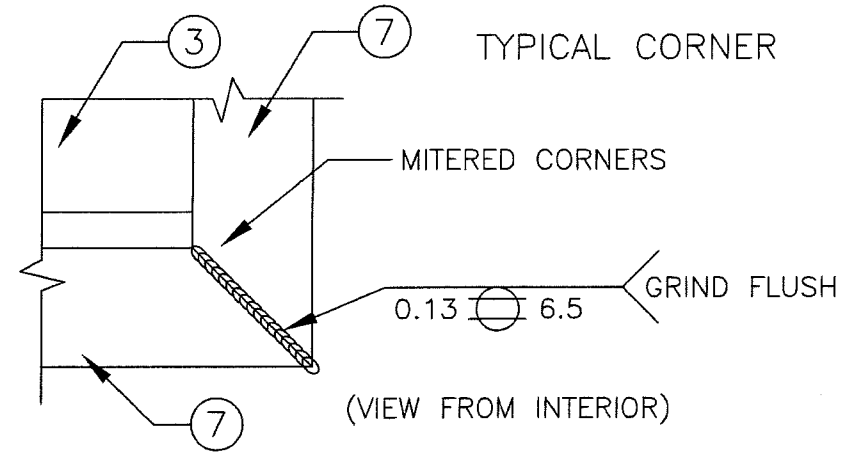 3
7
TYPICAL CORNER
MITERED CORNERS
GRIND FLUSH
0.13 6.5
(VIEW FROM INTERIOR)
7